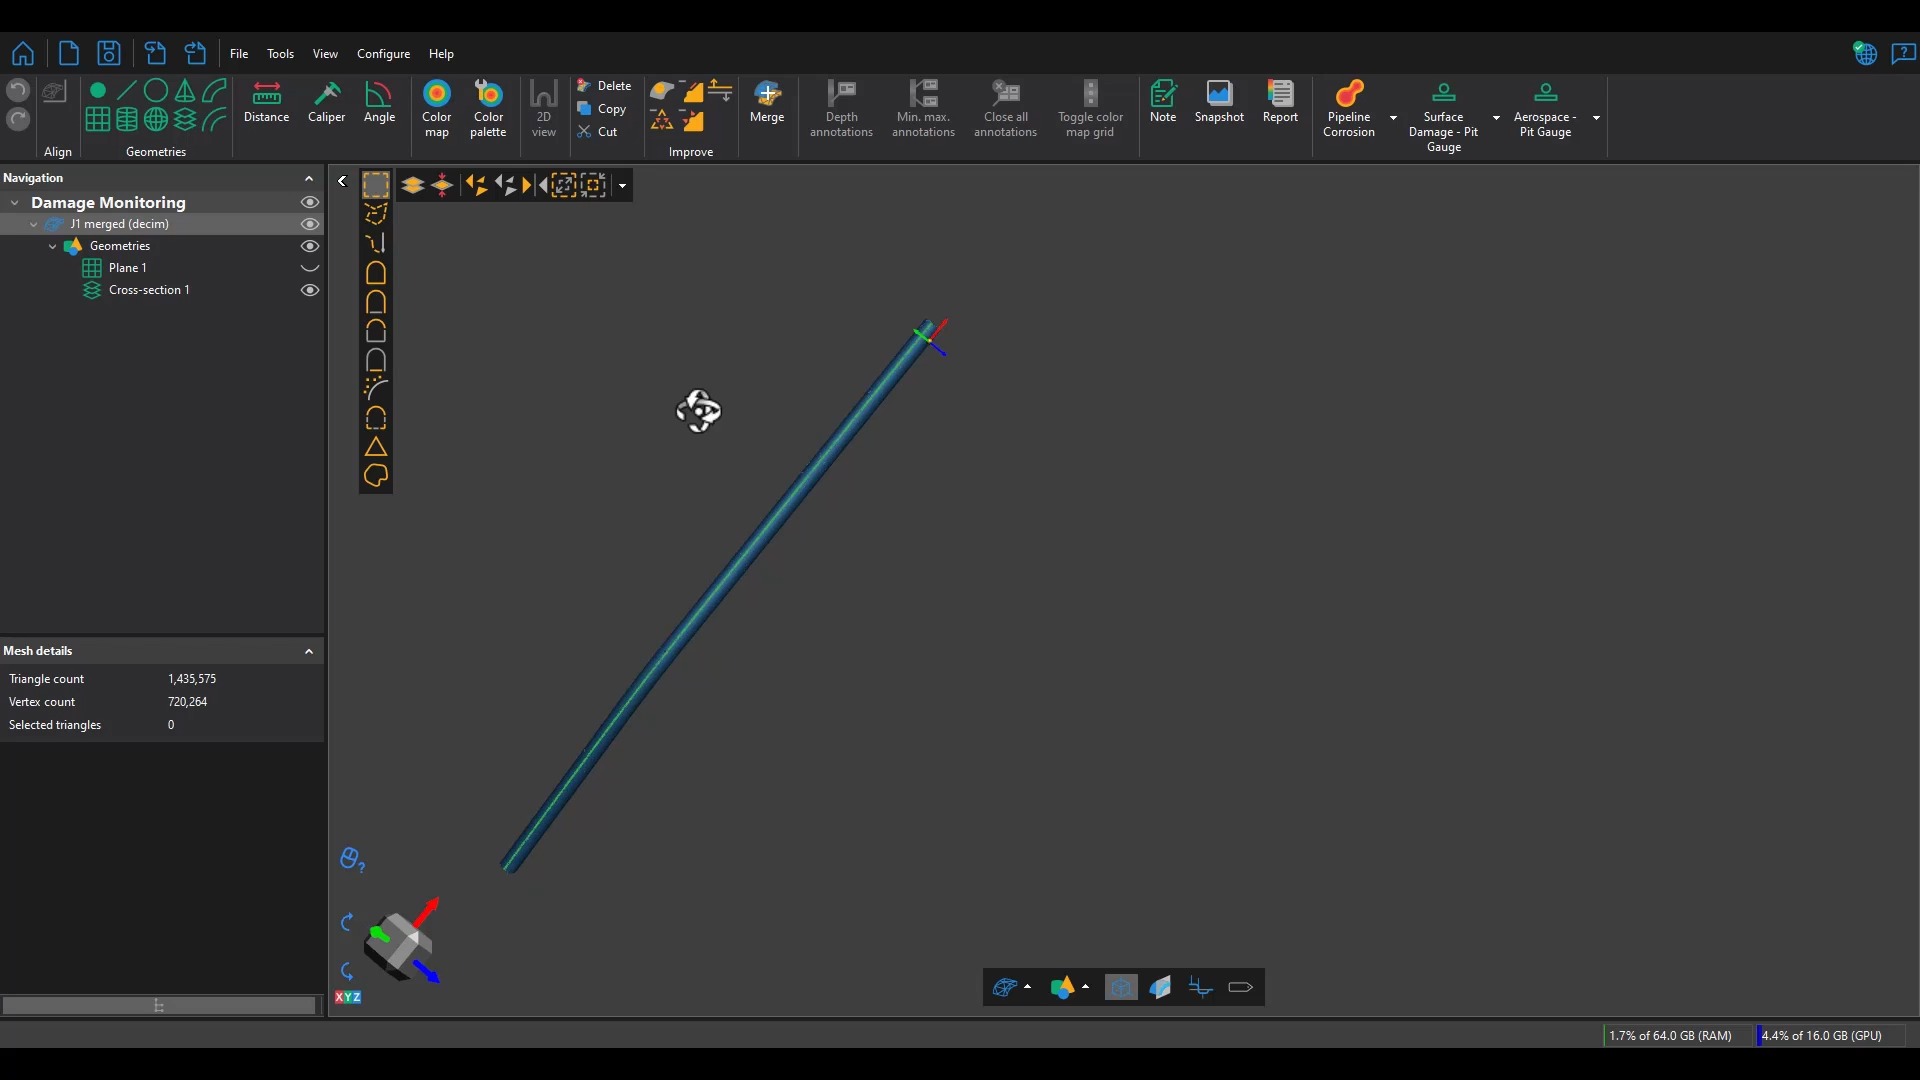 File Tools View Configure Help
Distance
Caliper
Angle
Color
map
Color
palette
2D
view
Delete
Copy
Cut
Merge
Depth
annotations
Min. max.
annotations
Close all
annotations
Toggle color
map grid
Note
Snapshot
Report
Pipeline
Corrosion
Surface
Damage - Pit
Gauge
Aerospace -
Pit Gauge
Align
Geometries
Improve
Navigation
Damage Monitoring
J1 merged (decim)
Geometries
Plane 1
Cross-section 1
Mesh details
Triangle count 1,435,575
Vertex count 720,264
Selected triangles 0
?
XYZ
1.7% of 64.0 GB (RAM) 4.4% of 16.0 GB (GPU)